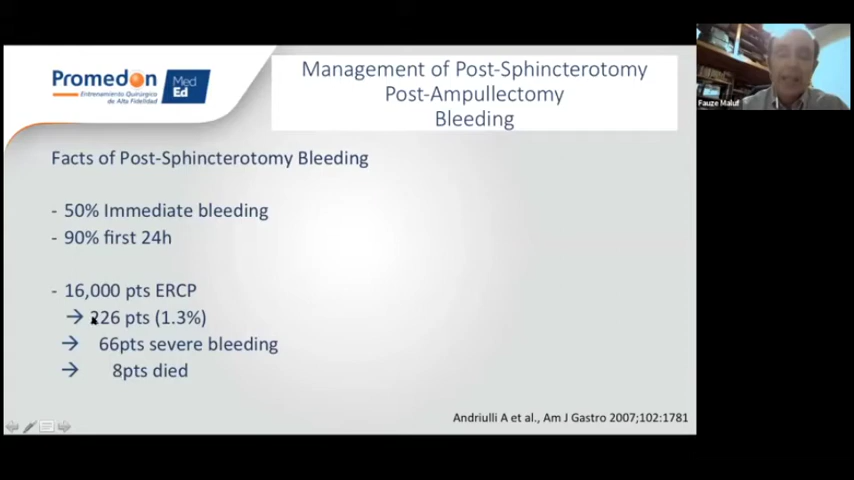 Promedon
Entrenamiento Quirúrgico
de Alta Fidelidad
Med
Ed
Management of Post-Sphincterotomy
Post-Ampullectomy
Bleeding
Fauze Maluf
Facts of Post-Sphincterotomy Bleeding
- 50% Immediate bleeding
- 90% first 24h
- 16,000 pts ERCP
→ 226 pts (1.3%)
→ 66pts severe bleeding
→ 8pts died
Andriulli A et al., Am J Gastro 2007;102:1781